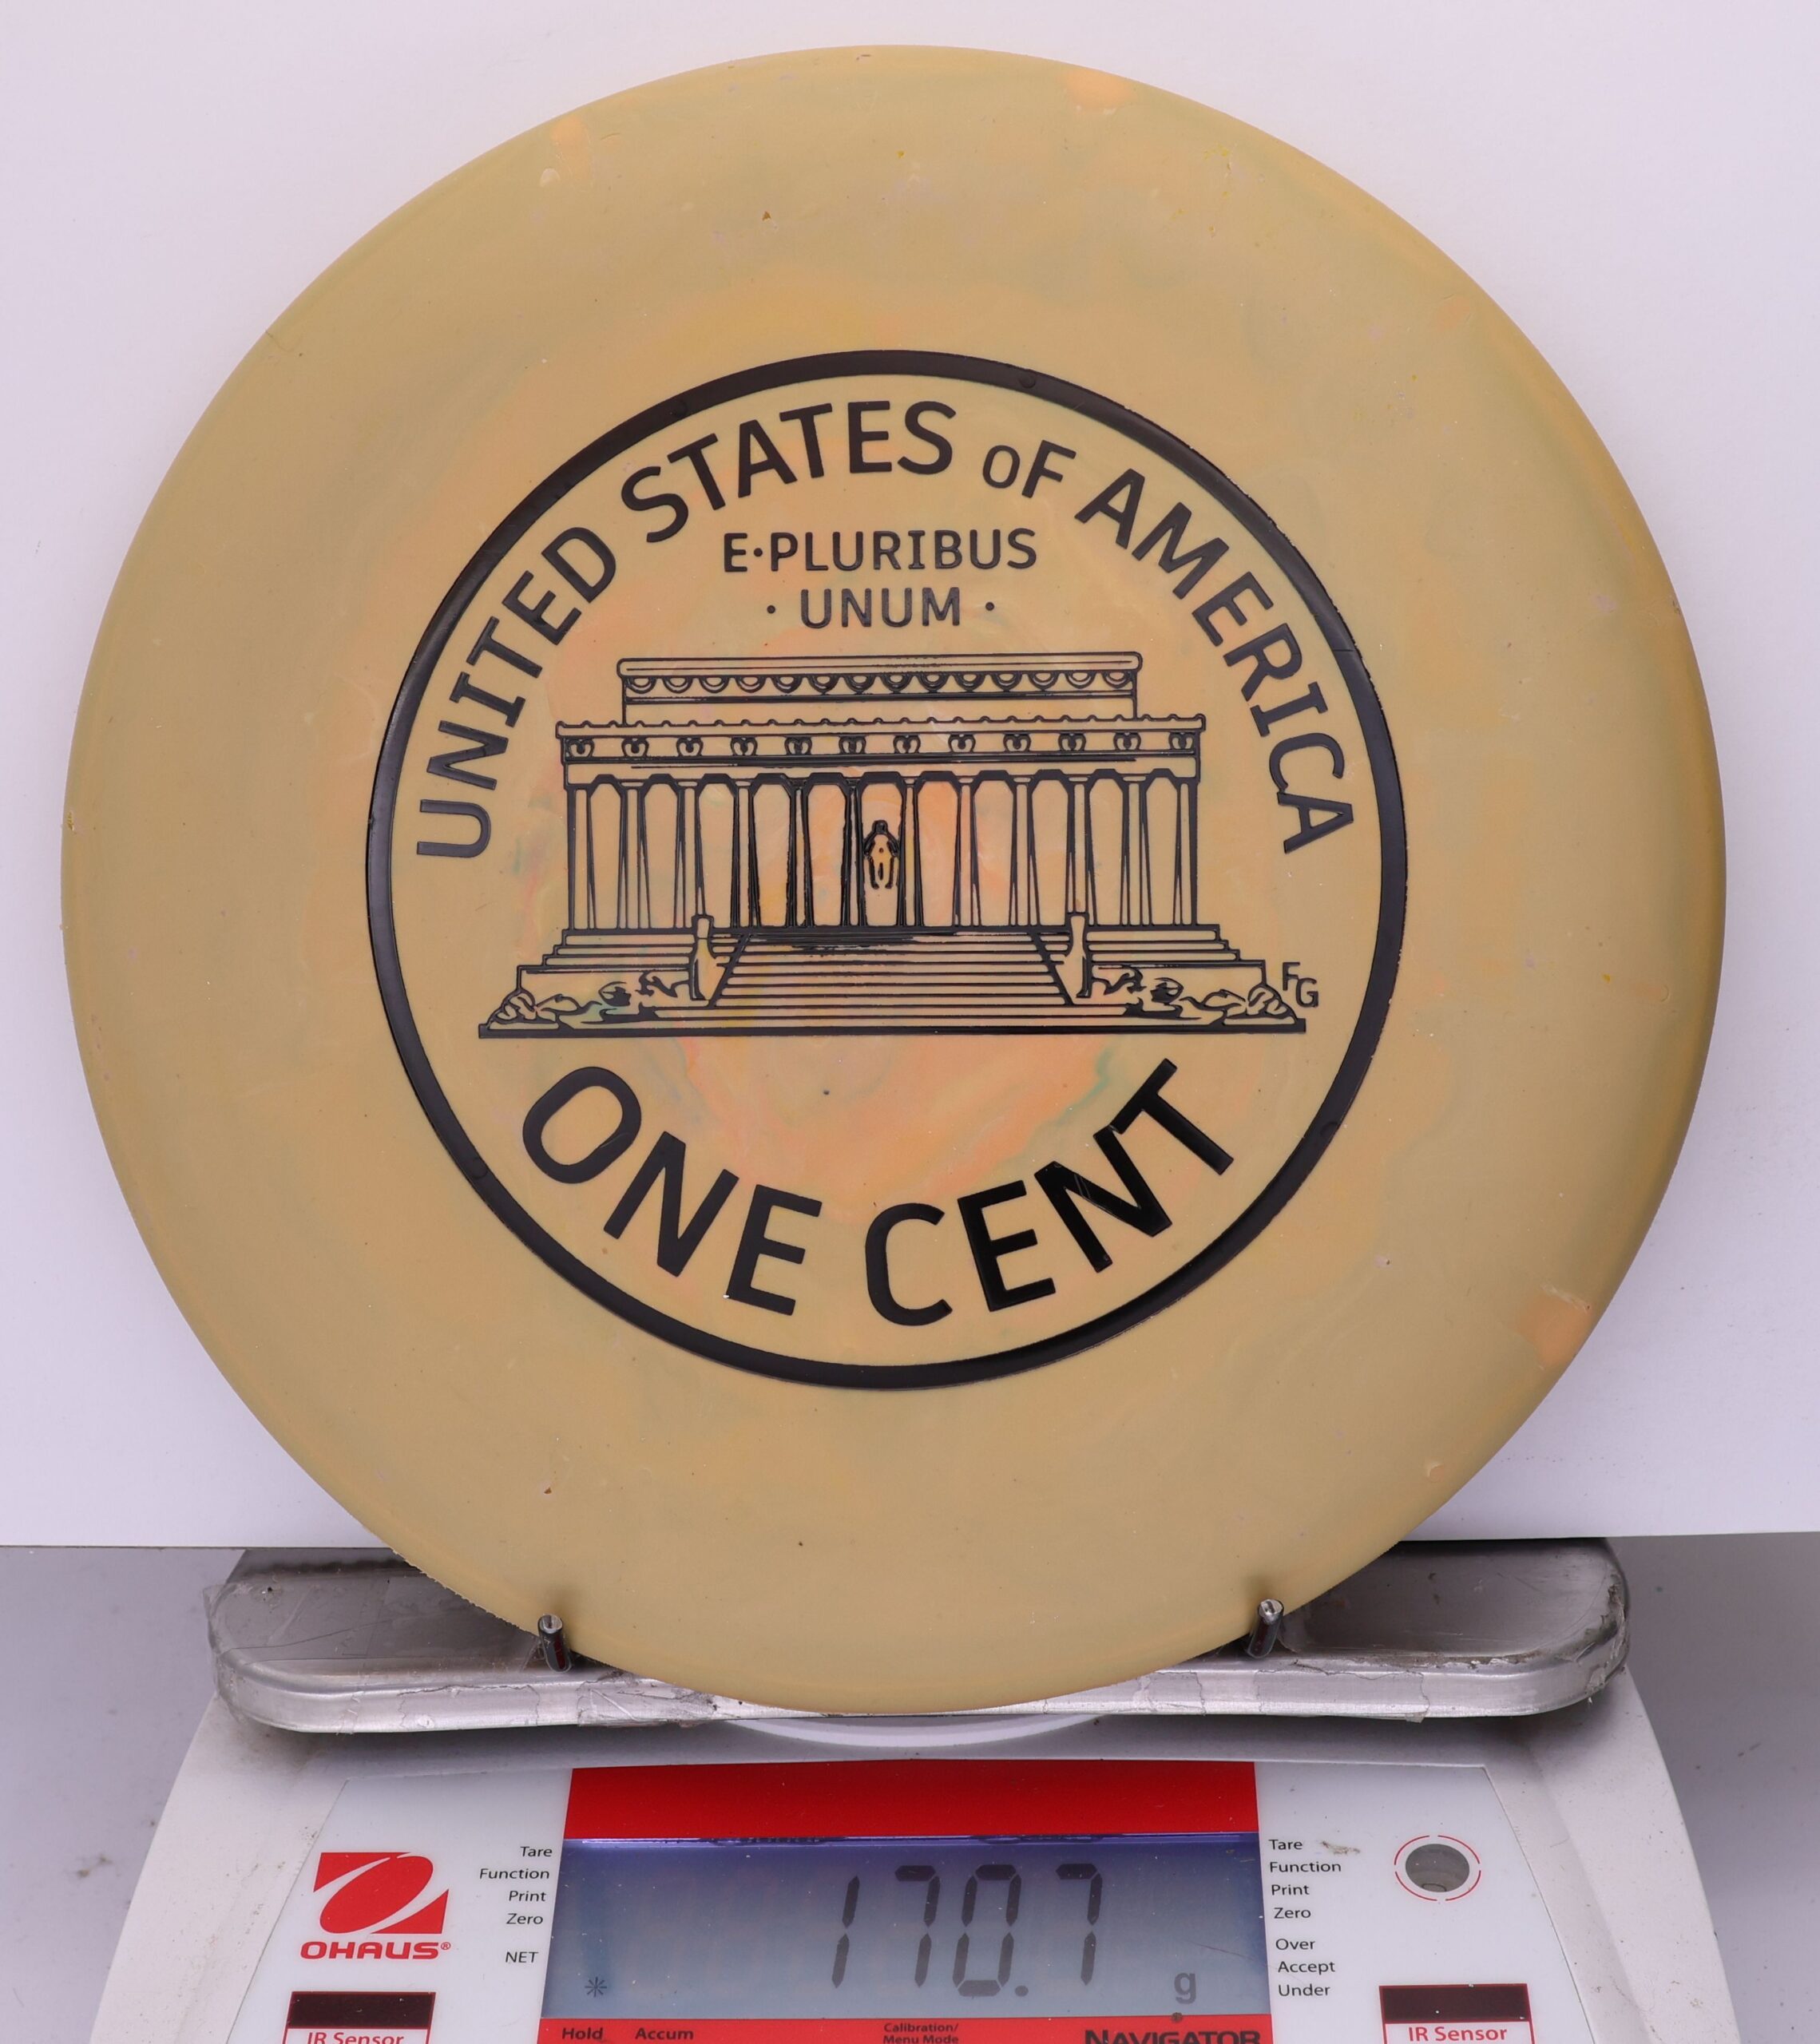 UNITED STATES OF AMERICA
E·PLURIBUS
· UNUM ·
FG
ONE CENT
OHAUS®
Tare
Function
Print
Zero
NET
*
170.7
g
Tare
Function
Print
Zero
Over
Accept
Under
IR Sensor
Hold
Accum
Calibration/
Menu Mode
NAVIGATOR
IR Sensor